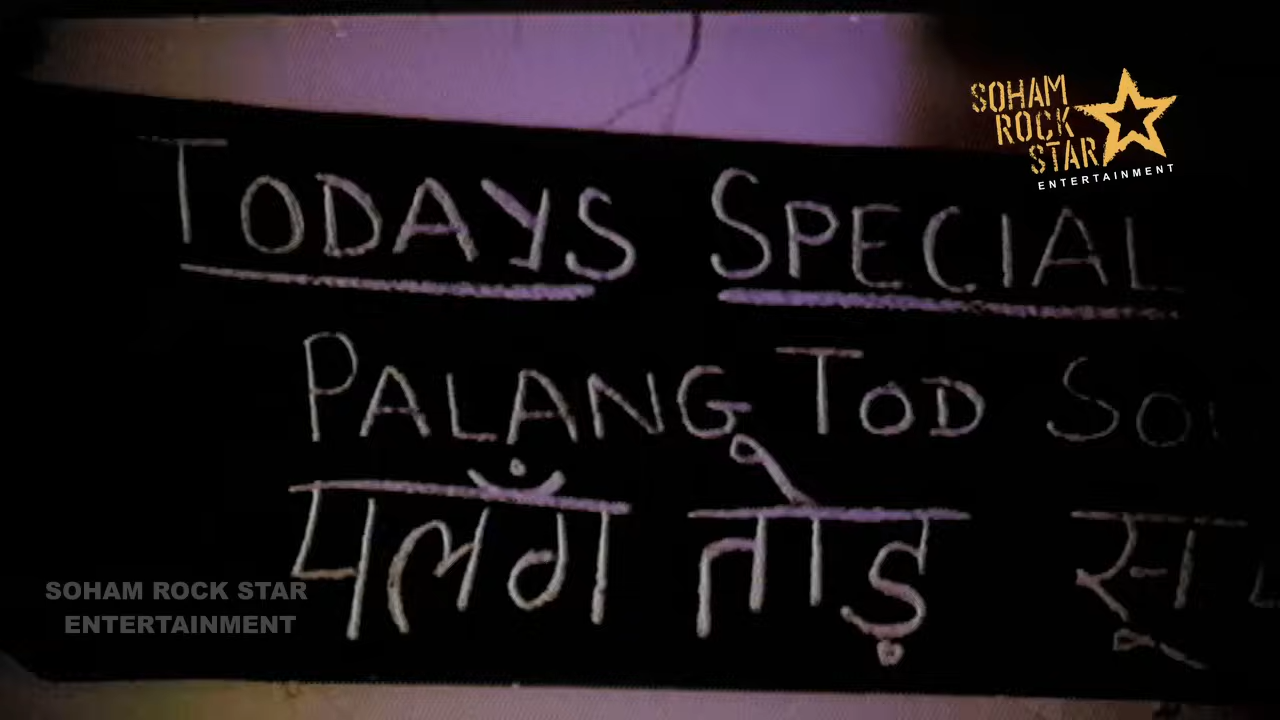 SOHAM
ROCK
STAR
ENTERTAINMENT
TODAYS SPECIAL
PALANG TOD
पलँग तोड़
SOHAM ROCK STAR
ENTERTAINMENT